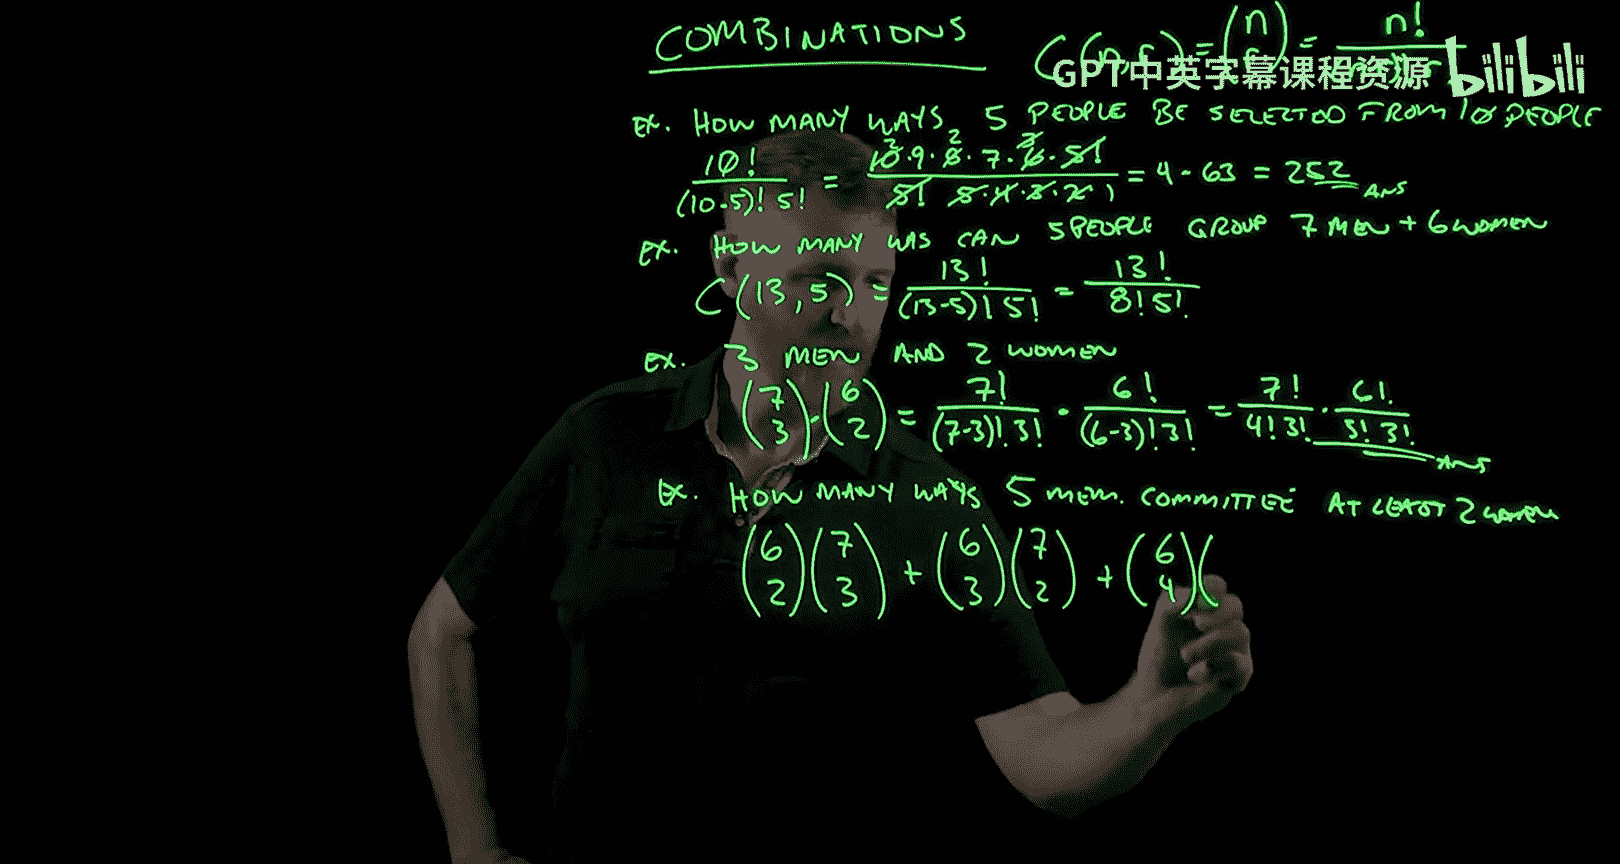 COMBINATIONS C(n,r) = (n r) = n!
GPT中英字幕课程资源 bilibili
EX. HOW MANY WAYS, 5 PEOPLE BE SELECTED FROM 10 PEOPLE
10! / (10-5)! 5! = 10·9·8·7·6·5! / 5! 5·4·3·2·1 = 4·63 = 252 ANS
EX. HOW MANY WAS CAN 5 PEOPLE GROUP 7 MEN + 6 WOMEN
C(13,5) = 13! / (13-5)! 5! = 13! / 8! 5!
EX. 3 MEN AND 2 WOMEN
(7 3)·(6 2) = 7! / (7-3)! 3! · 6! / (6-3)! 3! = 7! / 4! 3! · 6! / 3! 3! ANS
EX. HOW MANY WAYS 5 MEM. COMMITTEE AT LEAST 2 WOMEN
(6 2)(7 3) + (6 3)(7 2) + (6 4)(